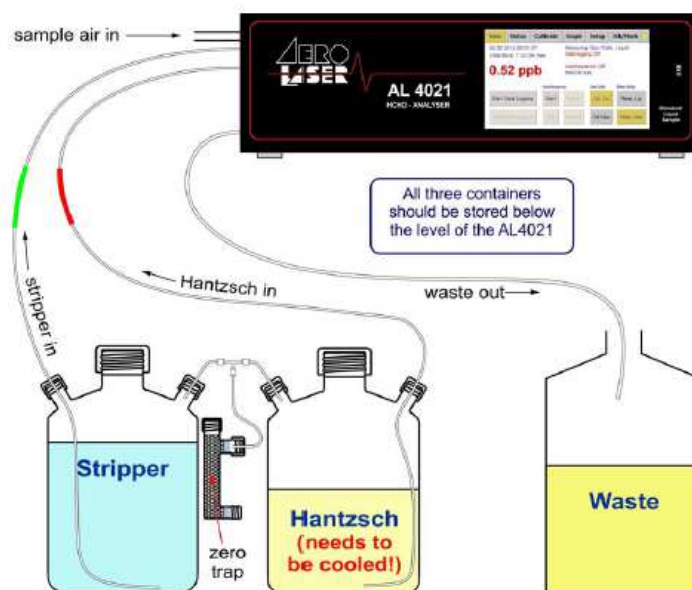 sample air in
AERO
LASER
AL 4021
HCHO - ANALYSER
0.52 ppb
All three containers
should be stored below
the level of the AL4021
stripper in
Hantzsch in
waste out
Stripper
zero
trap
Hantzsch
(needs to
be cooled!)
Waste